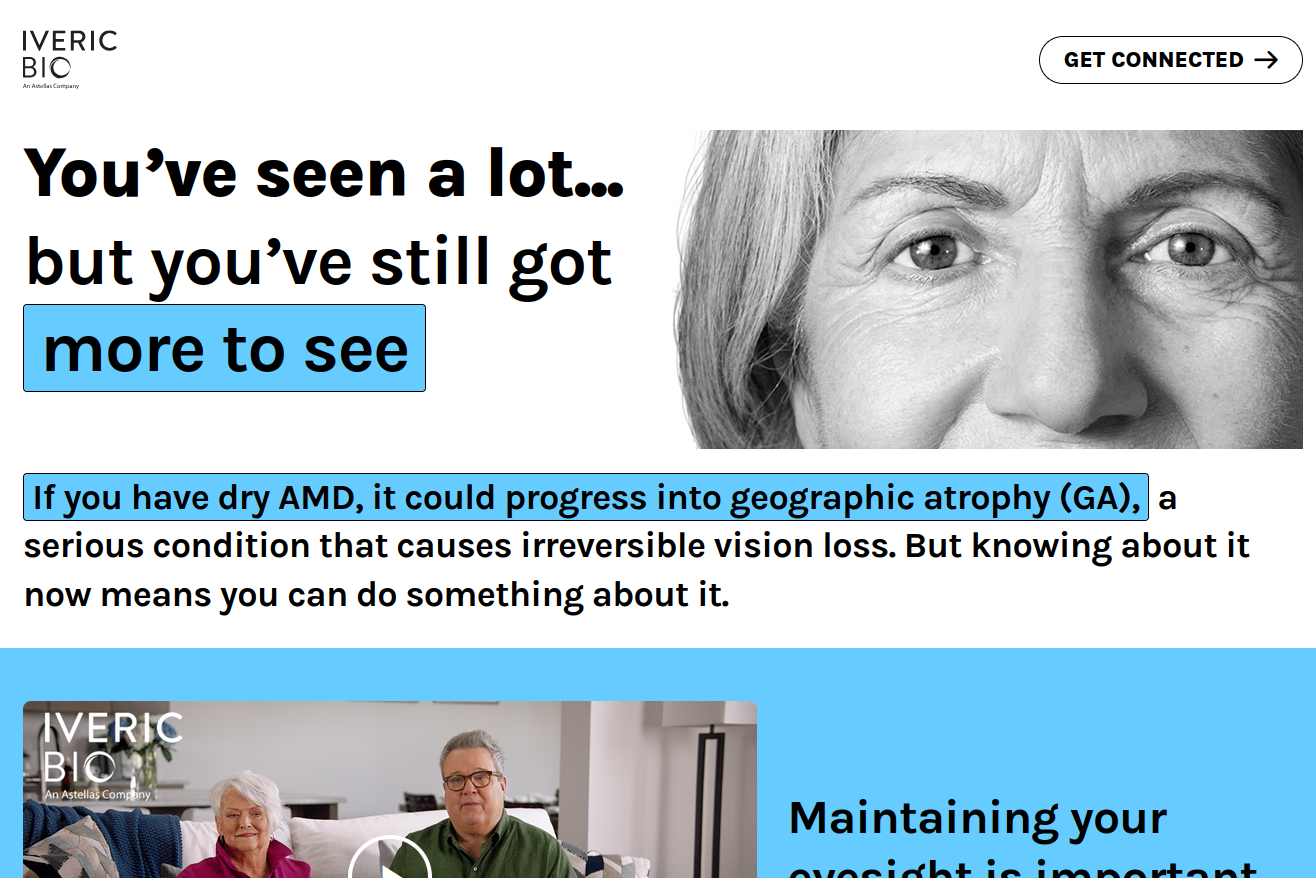 IVERIC
BIO
An Astellas Company
GET CONNECTED
You’ve seen a lot...
but you’ve still got
more to see
If you have dry AMD, it could progress into geographic atrophy (GA), a
serious condition that causes irreversible vision loss. But knowing about it
now means you can do something about it.
IVERIC
BIO
An Astellas Company
Maintaining your
eyesight is important